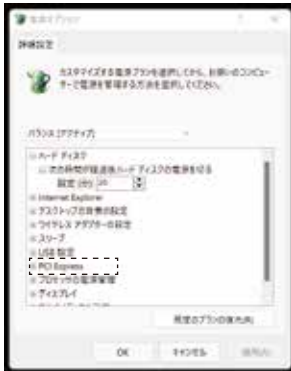 電源オプション
詳細設定
カスタマイズする電源プランを選択してから、お使いのコンピュー
ターで電源を管理する方法を選択してください。
バランス [アクティブ]
ハード ディスク
次の時間が経過後ハード ディスクの電源を切る
設定 (分): 20
Internet Explorer
デスクトップの背景の設定
ワイヤレス アダプターの設定
スリープ
USB 設定
PCI Express
プロセッサの電源管理
ディスプレイ
既定のプランの復元(R)
OK
キャンセル
適用(A)